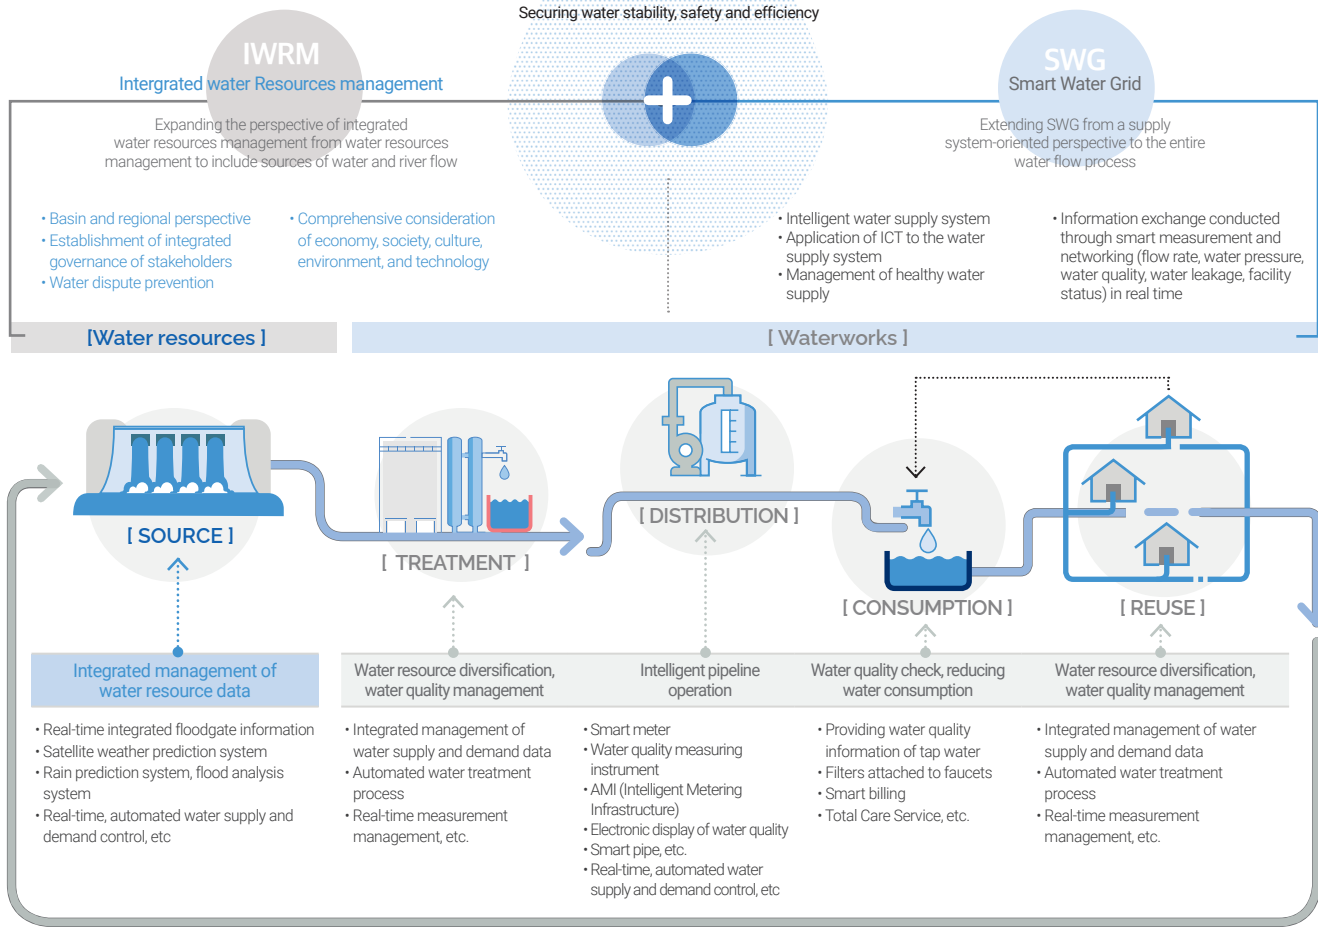 Securing water stability, safety and efficiency
IWRM
Intergrated water Resources management
Expanding the perspective of integrated
water resources management from water resources
management to include sources of water and river flow
• Basin and regional perspective
• Establishment of integrated
governance of stakeholders
• Water dispute prevention
• Comprehensive consideration
of economy, society, culture,
environment, and technology
SWG
Smart Water Grid
Extending SWG from a supply
system-oriented perspective to the entire
water flow process
• Intelligent water supply system
• Application of ICT to the water
supply system
• Management of healthy water
supply
• Information exchange conducted
through smart measurement and
networking (flow rate, water pressure,
water quality, water leakage, facility
status) in real time
[Water resources ]
[ Waterworks ]
[ SOURCE ]
[ TREATMENT ]
[ DISTRIBUTION ]
[ CONSUMPTION ]
[ REUSE ]
Integrated management of
water resource data
• Real-time integrated floodgate information
• Satellite weather prediction system
• Rain prediction system, flood analysis
system
• Real-time, automated water supply and
demand control, etc
Water resource diversification,
water quality management
• Integrated management of
water supply and demand data
• Automated water treatment
process
• Real-time measurement
management, etc.
Intelligent pipeline
operation
• Smart meter
• Water quality measuring
instrument
• AMI (Intelligent Metering
Infrastructure)
• Electronic display of water quality
• Smart pipe, etc.
• Real-time, automated water
supply and demand control, etc
Water quality check, reducing
water consumption
• Providing water quality
information of tap water
• Filters attached to faucets
• Smart billing
• Total Care Service, etc.
Water resource diversification,
water quality management
• Integrated management of water
supply and demand data
• Automated water treatment
process
• Real-time measurement
management, etc.